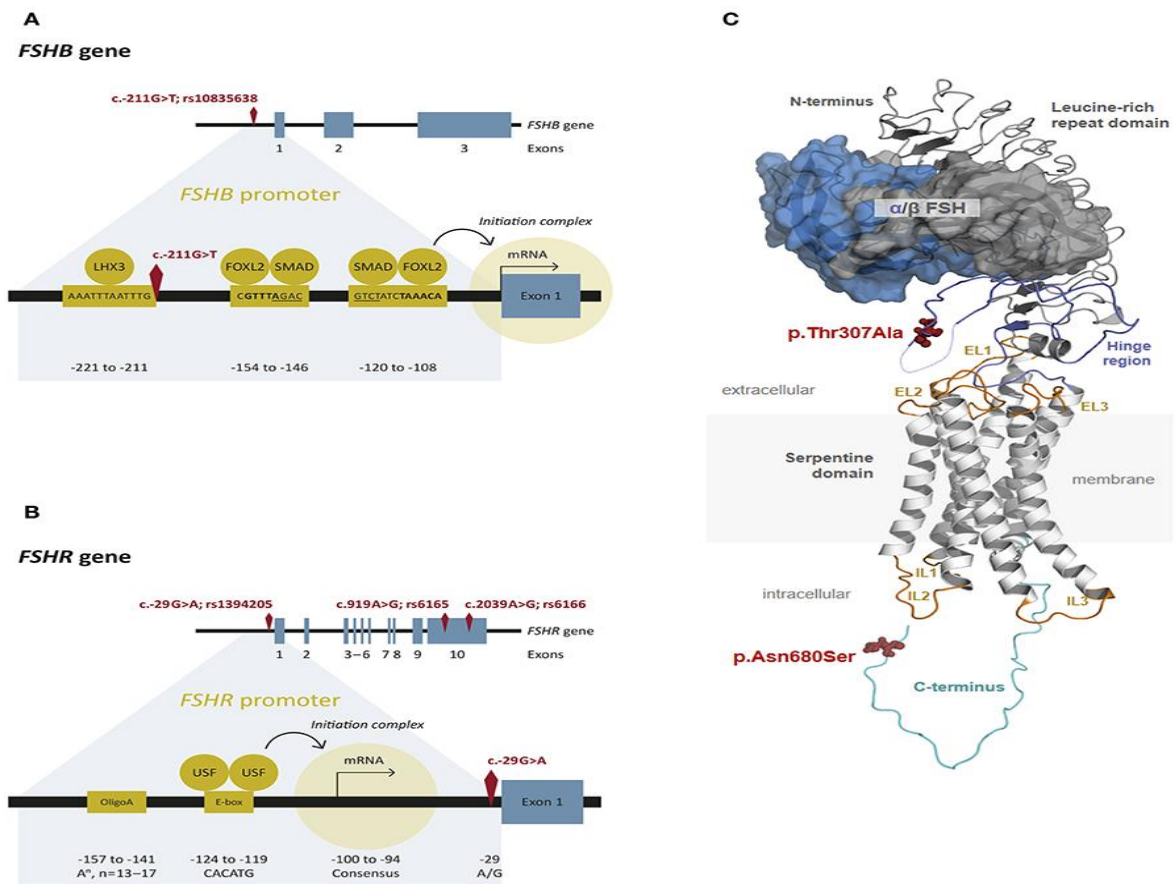 A
FSHB gene
c.-211G>T; rs10835638
FSHB gene
1 2 3 Exons
FSHB promoter
Initiation complex
LHX3 c.-211G>T FOXL2 SMAD SMAD FOXL2 mRNA
AAATTTAATTTG CGTTTAGAC GTCTATCTAAACA Exon 1
-221 to -211 -154 to -146 -120 to -108
B
FSHR gene
c.-29G>A; rs1394205 c.919A>G; rs6165 c.2039A>G; rs6166
FSHR gene
1 2 3–6 7 8 9 10 Exons
FSHR promoter
Initiation complex
USF USF mRNA c.-29G>A
OligoA E-box Exon 1
-157 to -141 -124 to -119 -100 to -94 -29
Aⁿ, n=13–17 CACATG Consensus A/G
C
N-terminus
Leucine-rich
repeat domain
α/β FSH
p.Thr307Ala
Hinge
region
EL1
extracellular
EL2 EL3
Serpentine
domain
membrane
IL1
intracellular IL2 IL3
p.Asn680Ser
C-terminus